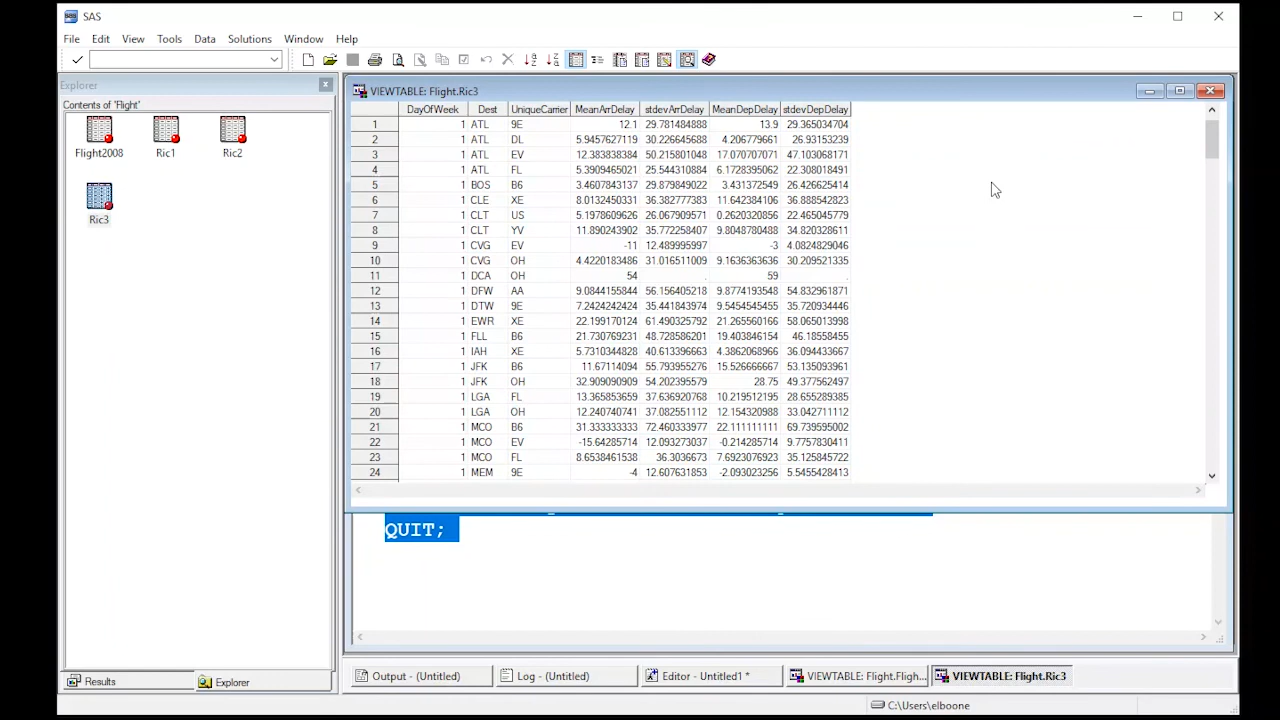 SAS
File Edit View Tools Data Solutions Window Help
Explorer
Contents of 'Flight'
Flight2008 Ric1 Ric2
Ric3
VIEWTABLE: Flight.Ric3
DayOfWeek Dest UniqueCarrier MeanArrDelay stdevArrDelay MeanDepDelay stdevDepDelay
1 1 ATL 9E 12.1 29.781484888 13.9 29.365034704
2 1 ATL DL 5.9457627119 30.226645688 4.206779661 26.93153239
3 1 ATL EV 12.383838384 50.215801048 17.070707071 47.103068171
4 1 ATL FL 5.3909465021 25.544310884 6.1728395062 22.308018491
5 1 BOS B6 3.4607843137 29.879849022 3.431372549 26.426625414
6 1 CLE XE 8.0132450331 36.382777383 11.642384106 36.888542823
7 1 CLT US 5.1978609626 26.067909571 0.2620320856 22.465045779
8 1 CLT YV 11.890243902 35.772258407 9.8048780488 34.820328611
9 1 CVG EV -11 12.489995997 -3 4.0824829046
10 1 CVG OH 4.4220183486 31.016511009 9.1636363636 30.209521335
11 1 DCA OH 54 . 59 .
12 1 DFW AA 9.0844155844 56.156405218 9.8774193548 54.832961871
13 1 DTW 9E 7.2424242424 35.441843974 9.5454545455 35.720934446
14 1 EWR XE 22.199170124 61.490325792 21.265560166 58.065013998
15 1 FLL B6 21.730769231 48.728586201 19.403846154 46.18558455
16 1 IAH XE 5.7310344828 40.613396663 4.3862068966 36.094433667
17 1 JFK B6 11.67114094 55.793955276 15.526666667 53.135093961
18 1 JFK OH 32.909090909 54.202395579 28.75 49.377562497
19 1 LGA FL 13.365853659 37.636920768 10.219512195 28.655289385
20 1 LGA OH 12.240740741 37.082551112 12.154320988 33.042711112
21 1 MCO B6 31.333333333 72.460333977 22.111111111 69.739595002
22 1 MCO EV -15.64285714 12.093273037 -0.214285714 9.7757830411
23 1 MCO FL 8.6538461538 36.3036673 7.6923076923 35.125845722
24 1 MEM 9E -4 12.607631853 -2.093023256 5.5455428413
QUIT;
Results Explorer
Output - (Untitled) Log - (Untitled) Editor - Untitled1 * VIEWTABLE: Flight.Fligh... VIEWTABLE: Flight.Ric3
C:\Users\elboone